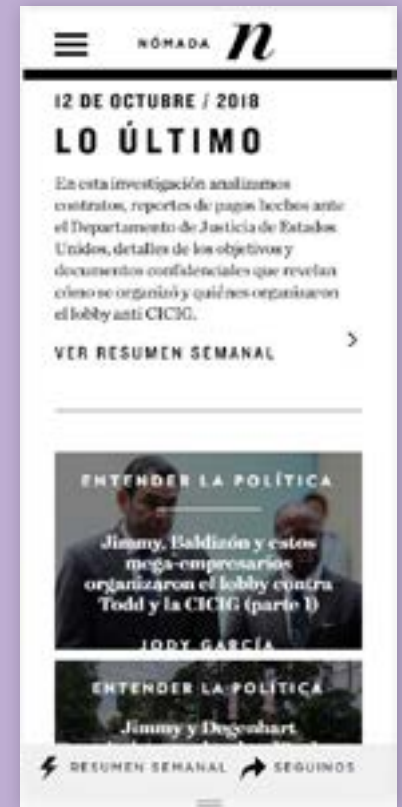 NÓMADA n
12 DE OCTUBRE / 2018
LO ÚLTIMO
En esta investigación analizamos
contratos, reportes de pagos hechos ante
el Departamento de Justicia de Estados
Unidos, detalles de los objetivos y
documentos confidenciales que revelan
cómo se organizó y quiénes organizaron
el lobby anti CICIG.
VER RESUMEN SEMANAL
ENTENDER LA POLÍTICA
Jimmy, Baldizón y estos
mega-empresarios
organizaron el lobby contra
Todd y la CICIG (parte 1)
JODY GARCÍA
ENTENDER LA POLÍTICA
Jimmy y Degenhart
RESUMEN SEMANAL SEGUINOS